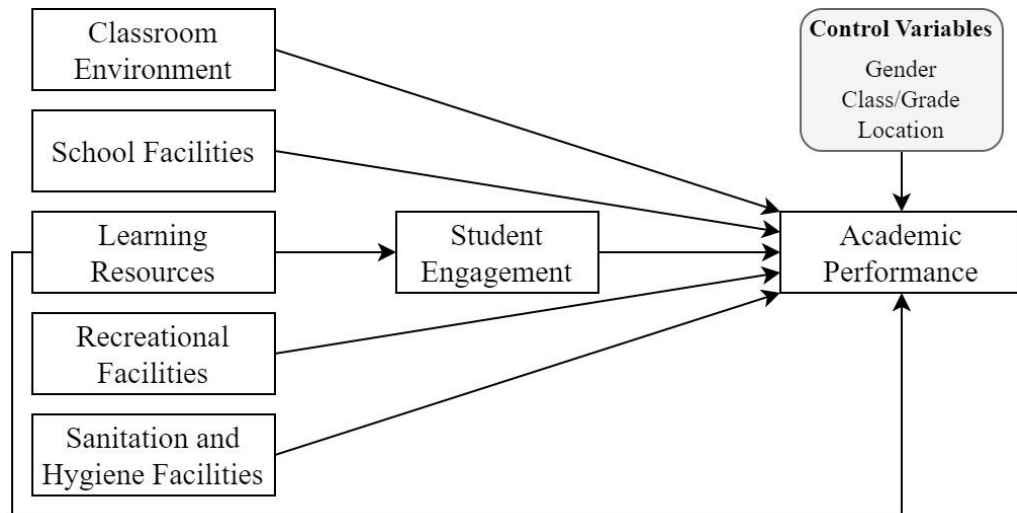 Classroom
Environment
School Facilities
Learning
Resources
Recreational
Facilities
Sanitation and
Hygiene Facilities
Student
Engagement
Control Variables
Gender
Class/Grade
Location
Academic
Performance